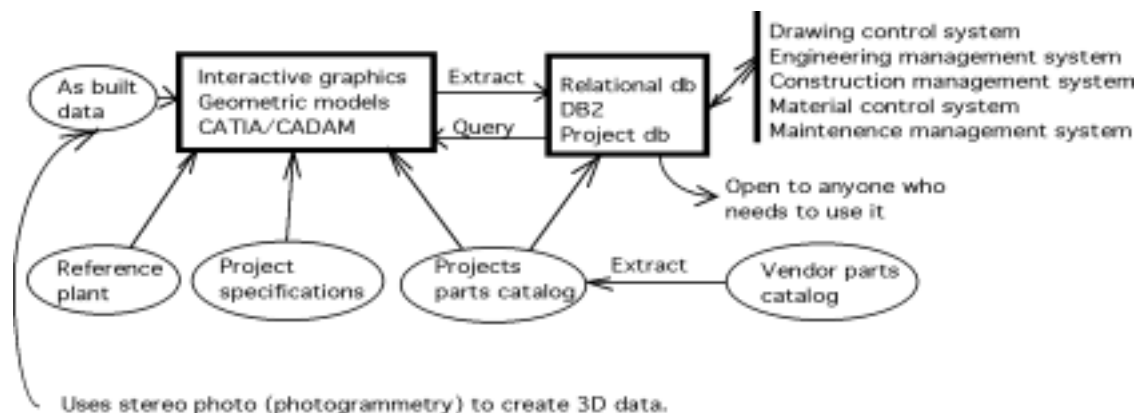 Drawing control system
Engineering management system
Construction management system
Material control system
Maintenence management system
As built
data
Interactive graphics
Geometric models
CATIA/CADAM
Extract
Query
Relational db
DB2
Project db
Open to anyone who
needs to use it
Reference
plant
Project
specifications
Projects
parts catalog
Extract
Vendor parts
catalog
Uses stereo photo (photogrammetry) to create 3D data.